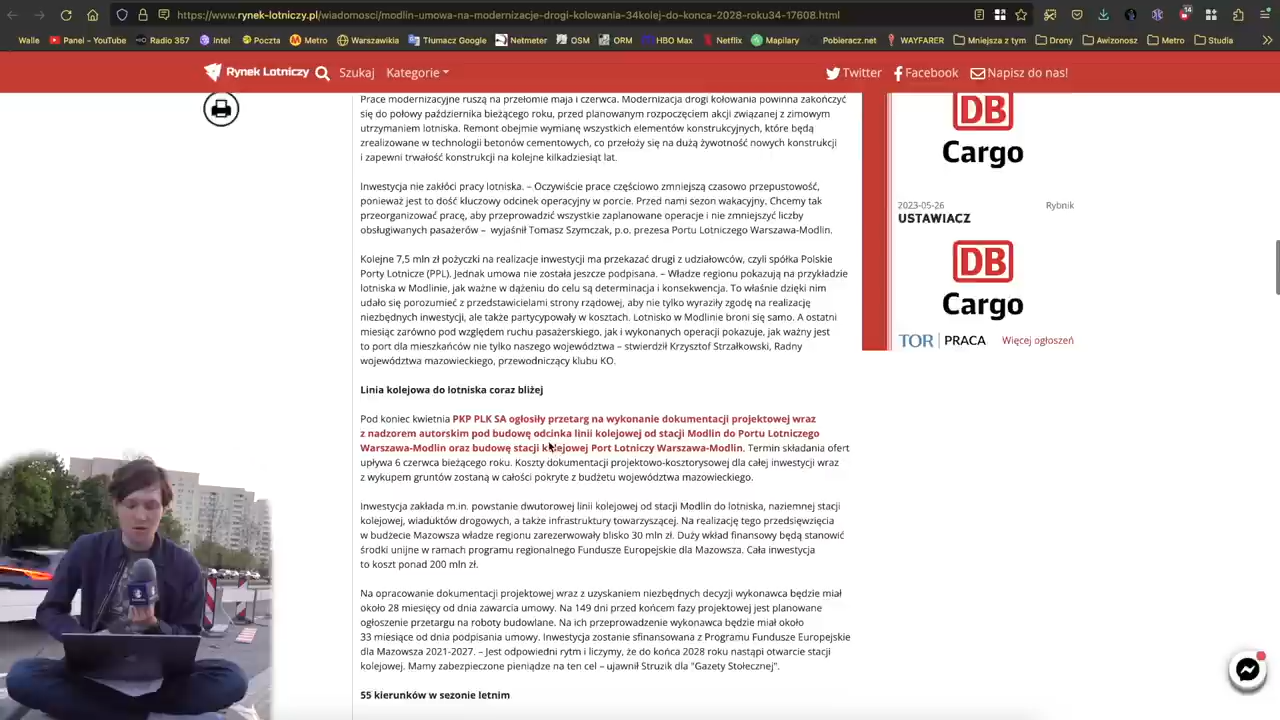 https://www.rynek-lotniczy.pl/wiadomosci/modlin-umowa-na-modernizacje-drogi-kolowania-34kolej-do-konca-2028-roku34-17608.html
14
Walle Panel – YouTube Radio 357 Intel Poczta Metro Warszawikia Tłumacz Google Netmeter OSM ORM HBO Max Netflix Mapilary Pobieracz.net WAYFARER Mniejsza z tym Drony Awizonosz Metro Studia
Rynek Lotniczy Szukaj Kategorie Twitter Facebook Napisz do nas!
Prace modernizacyjne ruszą na przełomie maja i czerwca. Modernizacja drogi kołowania powinna zakończyć
się do połowy października bieżącego roku, przed planowanym rozpoczęciem akcji związanej z zimowym
utrzymaniem lotniska. Remont obejmie wymianę wszystkich elementów konstrukcyjnych, które będą
zrealizowane w technologii betonów cementowych, co przełoży się na dużą żywotność nowych konstrukcji
i zapewni trwałość konstrukcji na kolejne kilkadziesiąt lat.
Inwestycja nie zakłóci pracy lotniska. – Oczywiście prace częściowo zmniejszą czasowo przepustowość,
ponieważ jest to dość kluczowy odcinek operacyjny w porcie. Przed nami sezon wakacyjny. Chcemy tak
przeorganizować pracę, aby przeprowadzić wszystkie zaplanowane operacje i nie zmniejszyć liczby
obsługiwanych pasażerów – wyjaśnił Tomasz Szymczak, p.o. prezesa Portu Lotniczego Warszawa-Modlin.
Kolejne 7,5 mln zł pożyczki na realizacje inwestycji ma przekazać drugi z udziałowców, czyli spółka Polskie
Porty Lotnicze (PPL). Jednak umowa nie została jeszcze podpisana. – Władze regionu pokazują na przykładzie
lotniska w Modlinie, jak ważne w dążeniu do celu są determinacja i konsekwencja. To właśnie dzięki nim
udało się porozumieć z przedstawicielami strony rządowej, aby nie tylko wyraziły zgodę na realizację
niezbędnych inwestycji, ale także partycypowały w kosztach. Lotnisko w Modlinie broni się samo. A ostatni
miesiąc zarówno pod względem ruchu pasażerskiego, jak i wykonanych operacji pokazuje, jak ważny jest
to port dla mieszkańców nie tylko naszego województwa – stwierdził Krzysztof Strzałkowski, Radny
województwa mazowieckiego, przewodniczący klubu KO.
Linia kolejowa do lotniska coraz bliżej
Pod koniec kwietnia PKP PLK SA ogłosiły przetarg na wykonanie dokumentacji projektowej wraz
z nadzorem autorskim pod budowę odcinka linii kolejowej od stacji Modlin do Portu Lotniczego
Warszawa-Modlin oraz budowę stacji kolejowej Port Lotniczy Warszawa-Modlin. Termin składania ofert
upływa 6 czerwca bieżącego roku. Koszty dokumentacji projektowo-kosztorysowej dla całej inwestycji wraz
z wykupem gruntów zostaną w całości pokryte z budżetu województwa mazowieckiego.
Inwestycja zakłada m.in. powstanie dwutorowej linii kolejowej od stacji Modlin do lotniska, naziemnej stacji
kolejowej, wiaduktów drogowych, a także infrastruktury towarzyszącej. Na realizację tego przedsięwzięcia
w budżecie Mazowsza władze regionu zarezerwowały blisko 30 mln zł. Duży wkład finansowy będą stanowić
środki unijne w ramach programu regionalnego Fundusze Europejskie dla Mazowsza. Cała inwestycja
to koszt ponad 200 mln zł.
Na opracowanie dokumentacji projektowej wraz z uzyskaniem niezbędnych decyzji wykonawca będzie miał
około 28 miesięcy od dnia zawarcia umowy. Na 149 dni przed końcem fazy projektowej jest planowane
ogłoszenie przetargu na roboty budowlane. Na ich przeprowadzenie wykonawca będzie miał około
33 miesiące od dnia podpisania umowy. Inwestycja zostanie sfinansowana z Programu Fundusze Europejskie
dla Mazowsza 2021-2027. – Jest odpowiedni rytm i liczymy, że do końca 2028 roku nastąpi otwarcie stacji
kolejowej. Mamy zabezpieczone pieniądze na ten cel – ujawnił Struzik dla "Gazety Stołecznej".
55 kierunków w sezonie letnim
DB
Cargo
2023-05-26 Rybnik
USTAWIACZ
DB
Cargo
TOR PRACA Więcej ogłoszeń